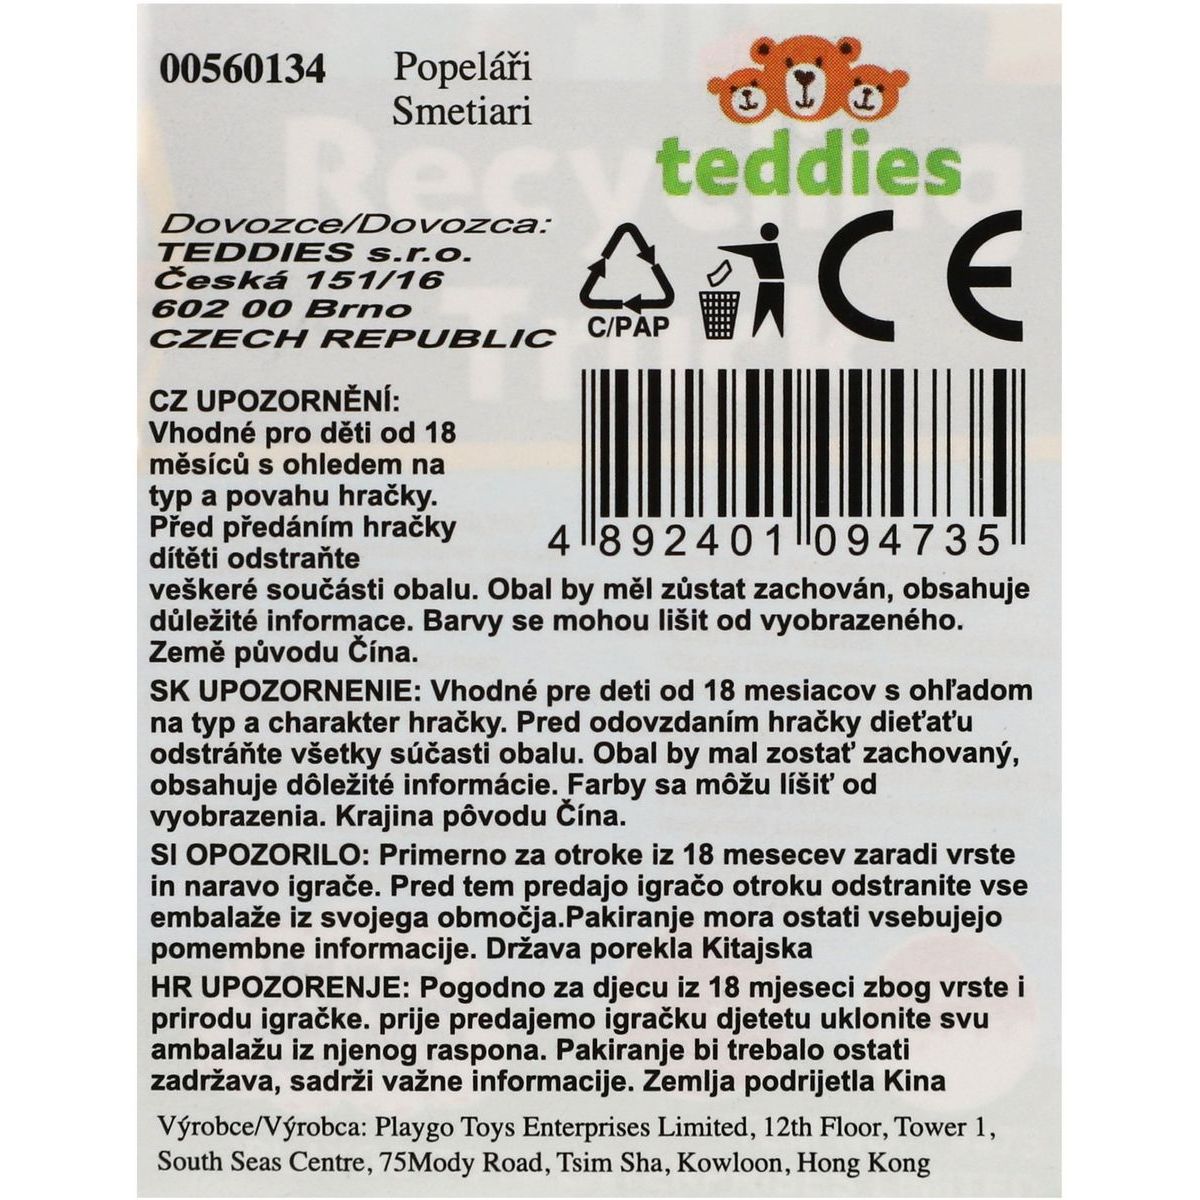 00560134 Popeláři
Smetiari
teddies
Recycling
Truck
Dovozce/Dovozca:
TEDDIES s.r.o.
Česká 151/16
602 00 Brno
CZECH REPUBLIC
C/PAP
CE
CZ UPOZORNĚNÍ:
Vhodné pro děti od 18
měsíců s ohledem na
typ a povahu hračky.
Před předáním hračky
dítěti odstraňte
veškeré součásti obalu. Obal by měl zůstat zachován, obsahuje
důležité informace. Barvy se mohou lišit od vyobrazeného.
Země původu Čína.
4 892401 094735
SK UPOZORNENIE: Vhodné pre deti od 18 mesiacov s ohľadom
na typ a charakter hračky. Pred odovzdaním hračky dieťaťu
odstráňte všetky súčasti obalu. Obal by mal zostať zachovaný,
obsahuje dôležité informácie. Farby sa môžu líšiť od
vyobrazenia. Krajina pôvodu Čína.
SI OPOZORILO: Primerno za otroke iz 18 mesecev zaradi vrste
in naravo igrače. Pred tem predajo igračo otroku odstranite vse
embalaže iz svojega območja.Pakiranje mora ostati vsebujejo
pomembne informacije. Država porekla Kitajska
HR UPOZORENJE: Pogodno za djecu iz 18 mjeseci zbog vrste i
prirodu igračke. prije predajemo igračku djetetu uklonite svu
ambalažu iz njenog raspona. Pakiranje bi trebalo ostati
zadržava, sadrži važne informacije. Zemlja podrijetla Kina
Výrobce/Výrobca: Playgo Toys Enterprises Limited, 12th Floor, Tower 1,
South Seas Centre, 75Mody Road, Tsim Sha, Kowloon, Hong Kong